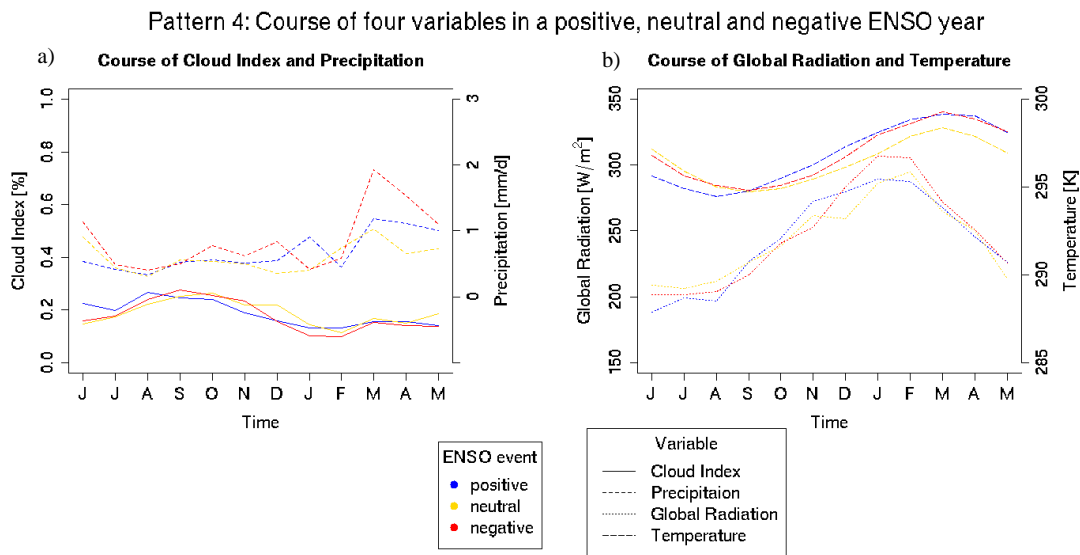 Pattern 4: Course of four variables in a positive, neutral and negative ENSO year
a)
Course of Cloud Index and Precipitation
Cloud Index [%]
1.0
0.8
0.6
0.4
0.2
0.0
Precipitation [mm/d]
3
2
1
0
J J A S O N D J F M A M
Time
b)
Course of Global Radiation and Temperature
Global Radiation [W/m²]
350
300
250
200
150
Temperature [K]
300
295
290
285
J J A S O N D J F M A M
Time
ENSO event
positive
neutral
negative
Variable
Cloud Index
Precipitaion
Global Radiation
Temperature